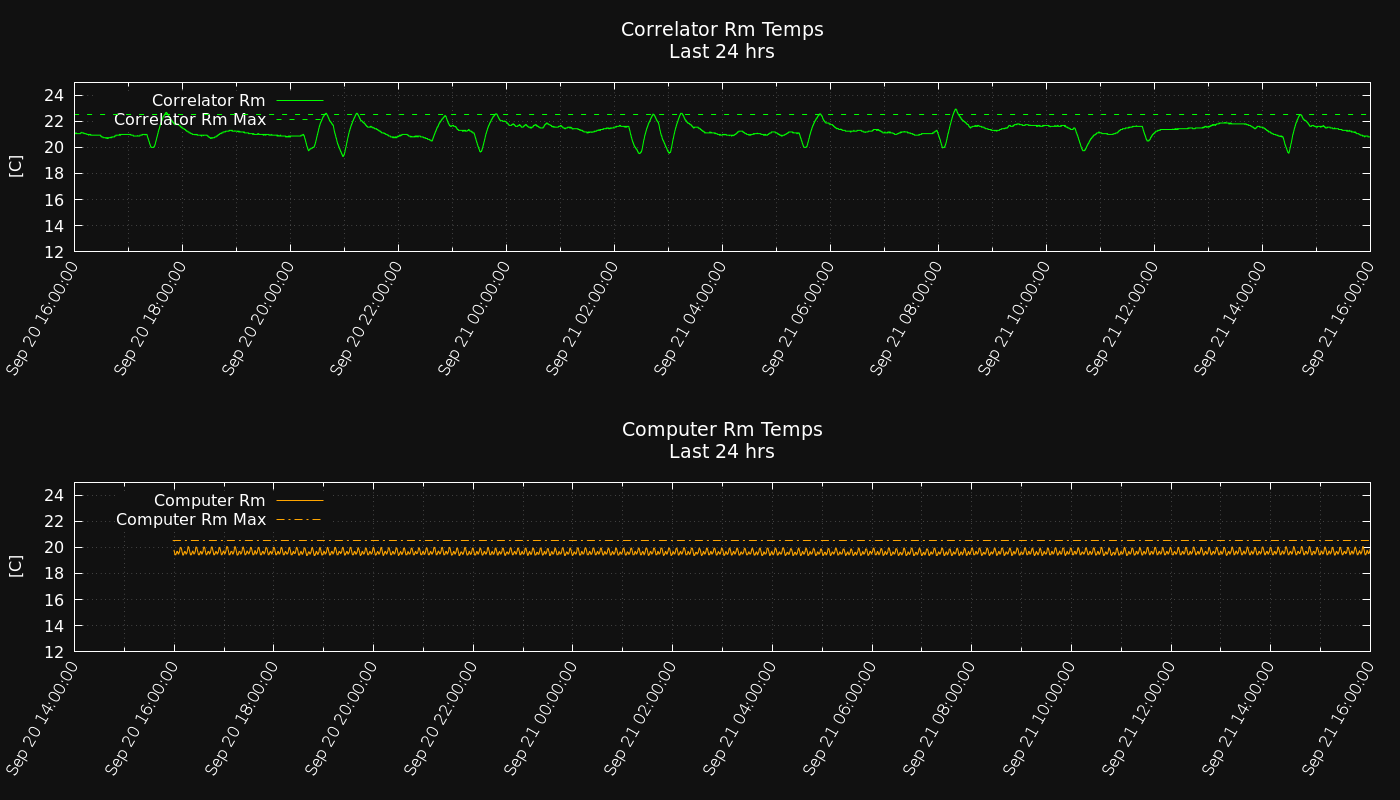 Correlator Rm Temps
Last 24 hrs
Correlator Rm
Correlator Rm Max
[C]
24
22
20
18
16
14
12
Sep 20 16:00:00
Sep 20 18:00:00
Sep 20 20:00:00
Sep 20 22:00:00
Sep 21 00:00:00
Sep 21 02:00:00
Sep 21 04:00:00
Sep 21 06:00:00
Sep 21 08:00:00
Sep 21 10:00:00
Sep 21 12:00:00
Sep 21 14:00:00
Sep 21 16:00:00
Computer Rm Temps
Last 24 hrs
Computer Rm
Computer Rm Max
[C]
24
22
20
18
16
14
12
Sep 20 14:00:00
Sep 20 16:00:00
Sep 20 18:00:00
Sep 20 20:00:00
Sep 20 22:00:00
Sep 21 00:00:00
Sep 21 02:00:00
Sep 21 04:00:00
Sep 21 06:00:00
Sep 21 08:00:00
Sep 21 10:00:00
Sep 21 12:00:00
Sep 21 14:00:00
Sep 21 16:00:00